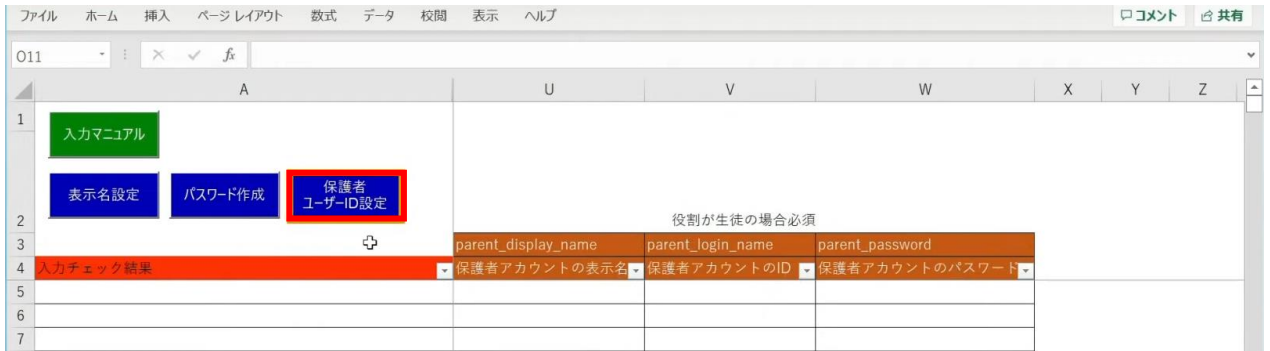 ファイル ホーム 挿入 ページ レイアウト 数式 データ 校閲 表示 ヘルプ コメント 共有
O11 fx
A U V W X Y Z
1
入力マニュアル
表示名設定 パスワード作成 保護者
ユーザーID設定
2 役割が生徒の場合必須
3 parent_display_name parent_login_name parent_password
4 入力チェック結果 保護者アカウントの表示名 保護者アカウントのID 保護者アカウントのパスワード
5
6
7